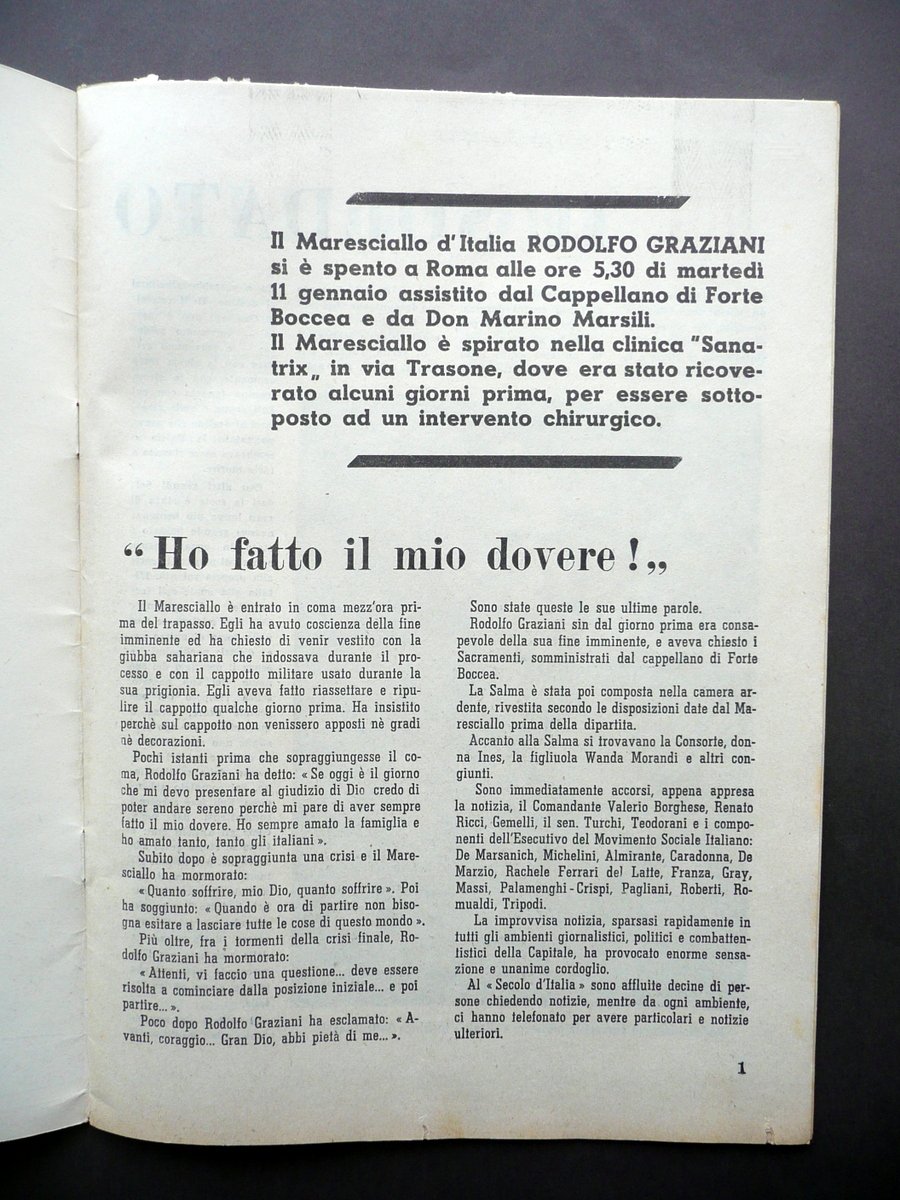 Il Maresciallo d'Italia RODOLFO GRAZIANI
si è spento a Roma alle ore 5,30 di martedì
11 gennaio assistito dal Cappellano di Forte
Boccea e da Don Marino Marsili.
Il Maresciallo è spirato nella clinica "Sana-
trix„ in via Trasone, dove era stato ricove-
rato alcuni giorni prima, per essere sotto-
posto ad un intervento chirurgico.
“Ho fatto il mio dovere!„
Il Maresciallo è entrato in coma mezz'ora pri-
ma del trapasso. Egli ha avuto coscienza della fine
imminente ed ha chiesto di venir vestito con la
giubba sahariana che indossava durante il pro-
cesso e con il cappotto militare usato durante la
sua prigionia. Egli aveva fatto riassettare e ripu-
lire il cappotto qualche giorno prima. Ha insistito
perchè sul cappotto non venissero apposti nè gradi
nè decorazioni.
Pochi istanti prima che sopraggiungesse il co-
ma, Rodolfo Graziani ha detto: « Se oggi è il giorno
che mi devo presentare al giudizio di Dio credo di
poter andare sereno perchè mi pare di aver sempre
fatto il mio dovere. Ho sempre amato la famiglia e
ho amato tanto, tanto gli italiani ».
Subito dopo è sopraggiunta una crisi e il Mare-
sciallo ha mormorato:
« Quanto soffrire, mio Dio, quanto soffrire ». Poi
ha soggiunto: « Quando è ora di partire non biso-
gna esitare a lasciare tutte le cose di questo mondo ».
Più oltre, fra i tormenti della crisi finale, Ro-
dolfo Graziani ha mormorato:
« Attenti, vi faccio una questione... deve essere
risolta a cominciare dalla posizione iniziale... e poi
partire... ».
Poco dopo Rodolfo Graziani ha esclamato: « A-
vanti, coraggio... Gran Dio, abbi pietà di me... ».
Sono state queste le sue ultime parole.
Rodolfo Graziani sin dal giorno prima era consa-
pevole della sua fine imminente, e aveva chiesto i
Sacramenti, somministrati dal cappellano di Forte
Boccea.
La Salma è stata poi composta nella camera ar-
dente, rivestita secondo le disposizioni date dal Ma-
resciallo prima della dipartita.
Accanto alla Salma si trovavano la Consorte, don-
na Ines, la figliuola Wanda Morandi e altri con-
giunti.
Sono immediatamente accorsi, appena appresa
la notizia, il Comandante Valerio Borghese, Renato
Ricci, Gemelli, il sen. Turchi, Teodorani e i compo-
nenti dell'Esecutivo del Movimento Sociale Italiano:
De Marsanich, Michelini, Almirante, Caradonna, De
Marzio, Rachele Ferrari del Latte, Franza, Gray,
Massi, Palamenghi-Crispi, Pagliani, Roberti, Ro-
mualdi, Tripodi.
La improvvisa notizia, sparsasi rapidamente in
tutti gli ambienti giornalistici, politici e combatten-
tistici della Capitale, ha provocato enorme sensa-
zione e unanime cordoglio.
Al « Secolo d'Italia » sono affluite decine di per-
sone chiedendo notizie, mentre da ogni ambiente,
ci hanno telefonato per avere particolari e notizie
ulteriori.
1